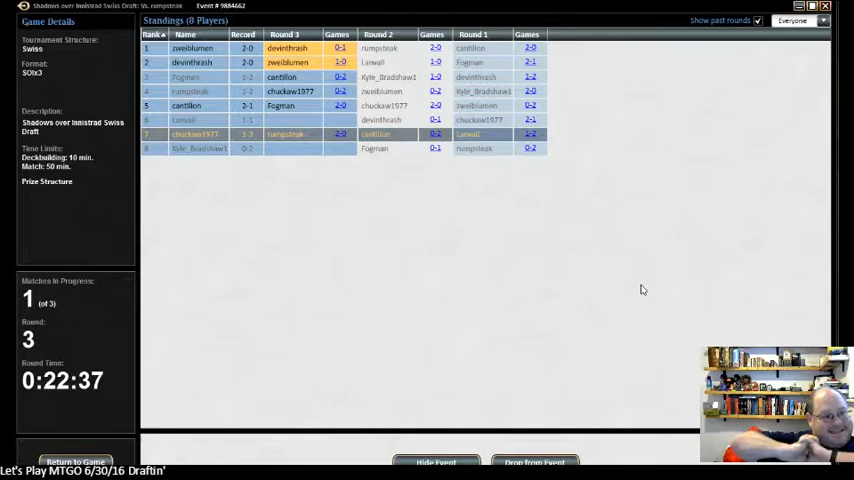 Shadows over Innistrad Swiss Draft: Vs. rumpsteak Event # 9884662
Game Details
Tournament Structure:
Swiss
Format:
SOIx3
Description:
Shadows over Innistrad Swiss
Draft
Time Limits:
Deckbuilding: 10 min.
Match: 50 min.
Prize Structure
Matches In Progress:
1 (of 3)
Round:
3
Round Time:
0:22:37
Standings (8 Players) Show past rounds Everyone
Rank Name Record Round 3 Games Round 2 Games Round 1 Games
1 zweiblumen 2-0 devinthrash 0-1 rumpsteak 2-0 cantillon 2-0
2 devinthrash 2-0 zweiblumen 1-0 Lanvall 1-0 Fogman 2-1
3 Fogman 1-2 cantillon 0-2 Kyle_Bradshaw1 1-0 devinthrash 1-2
4 rumpsteak 1-2 chuckaw1977 0-2 zweiblumen 0-2 Kyle_Bradshaw1 2-0
5 cantillon 2-1 Fogman 2-0 chuckaw1977 2-0 zweiblumen 0-2
6 Lanvall 1-1 devinthrash 0-1 chuckaw1977 2-1
7 chuckaw1977 1-2 rumpsteak 2-0 cantillon 0-2 Lanvall 1-2
8 Kyle_Bradshaw1 0-2 Fogman 0-1 rumpsteak 0-2
Return to Game Hide Event Drop from Event
Let's Play MTGO 6/30/16 Draftin'